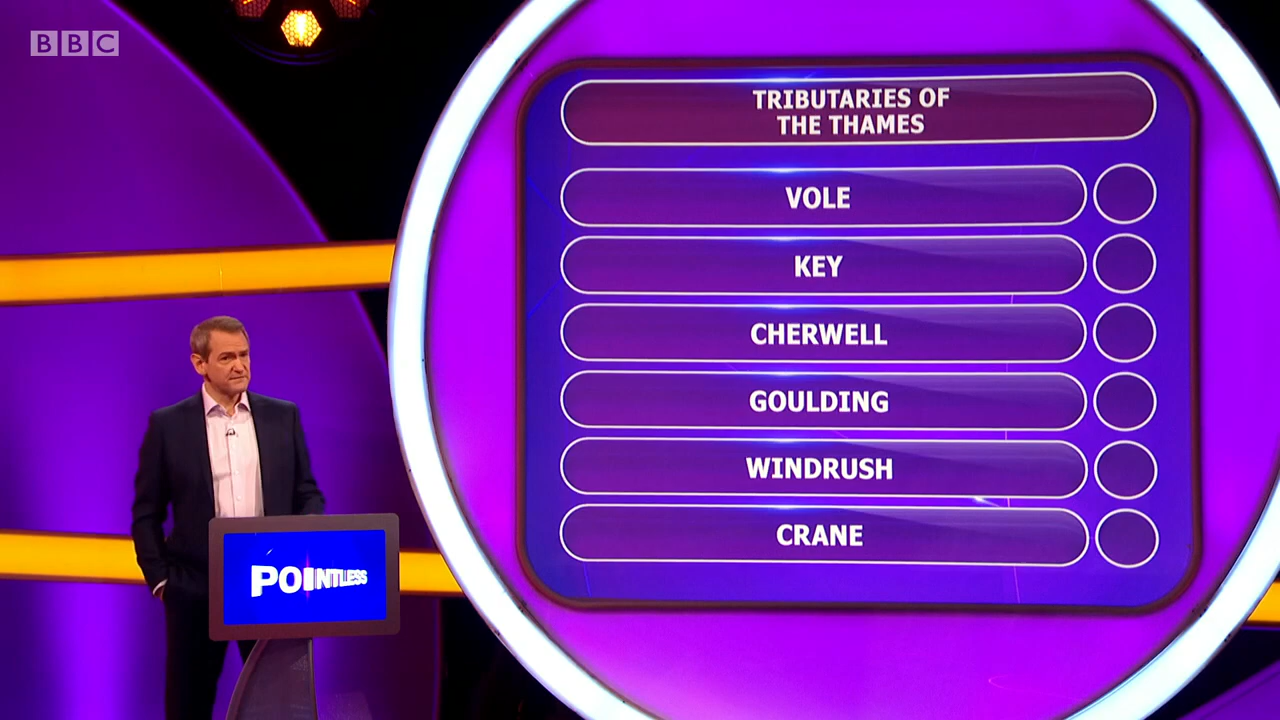 BBC
TRIBUTARIES OF
THE THAMES
VOLE
KEY
CHERWELL
GOULDING
WINDRUSH
CRANE
POINTLESS